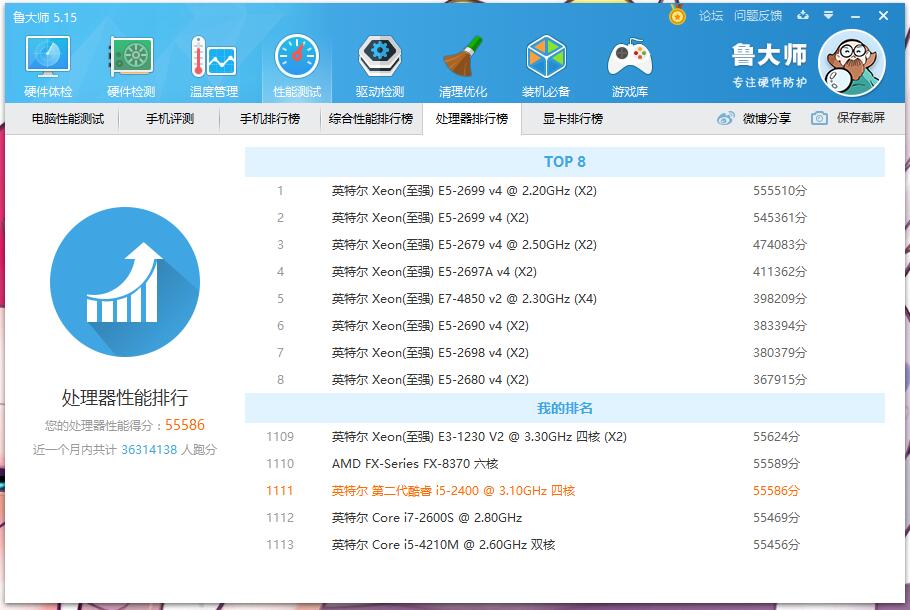 鲁大师 5.15
论坛 问题反馈
硬件体检 硬件检测 温度管理 性能测试 驱动检测 清理优化 装机必备 游戏库
鲁大师
专注硬件防护
电脑性能测试 手机评测 手机排行榜 综合性能排行榜 处理器排行榜 显卡排行榜 微博分享 保存截屏
处理器性能排行
您的处理器性能得分：55586
近一个月内共计 36314138 人跑分
TOP 8
1 英特尔 Xeon(至强) E5-2699 v4 @ 2.20GHz (X2) 555510分
2 英特尔 Xeon(至强) E5-2699 v4 (X2) 545361分
3 英特尔 Xeon(至强) E5-2679 v4 @ 2.50GHz (X2) 474083分
4 英特尔 Xeon(至强) E5-2697A v4 (X2) 411362分
5 英特尔 Xeon(至强) E7-4850 v2 @ 2.30GHz (X4) 398209分
6 英特尔 Xeon(至强) E5-2690 v4 (X2) 383394分
7 英特尔 Xeon(至强) E5-2698 v4 (X2) 380379分
8 英特尔 Xeon(至强) E5-2680 v4 (X2) 367915分
我的排名
1109 英特尔 Xeon(至强) E3-1230 V2 @ 3.30GHz 四核 (X2) 55624分
1110 AMD FX-Series FX-8370 六核 55589分
1111 英特尔 第二代酷睿 i5-2400 @ 3.10GHz 四核 55586分
1112 英特尔 Core i7-2600S @ 2.80GHz 55469分
1113 英特尔 Core i5-4210M @ 2.60GHz 双核 55456分